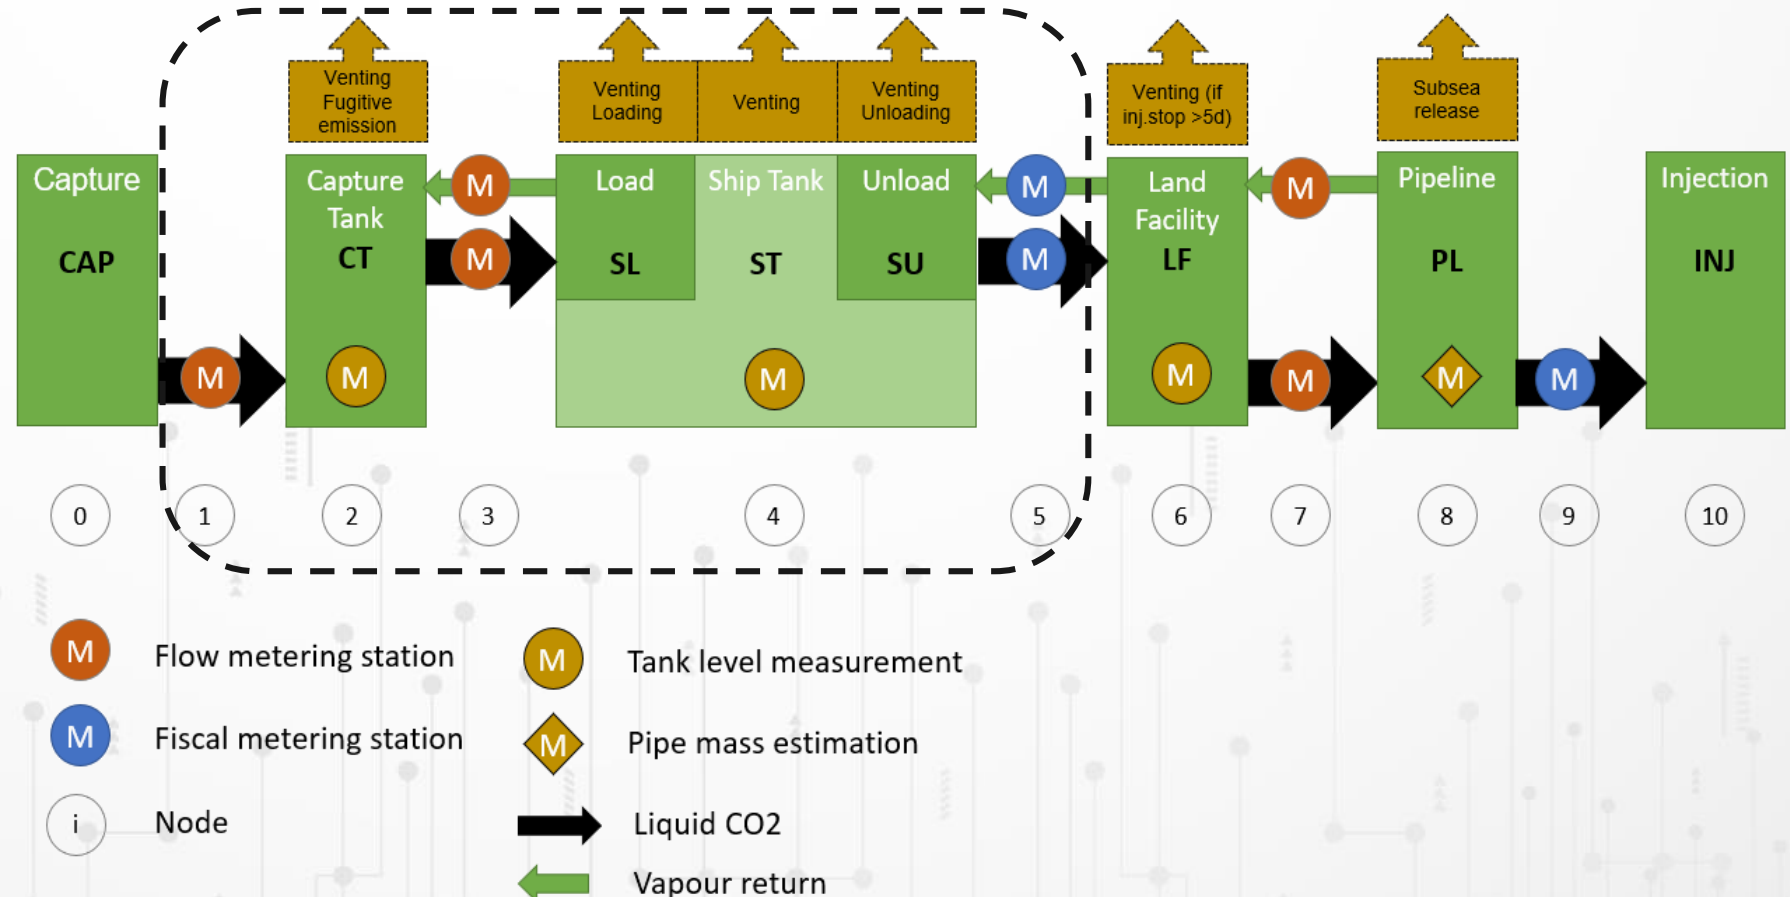 Venting
Fugitive
emission
Venting
Loading
Venting
Venting
Unloading
Venting (if
inj.stop >5d)
Subsea
release
Capture
CAP
M
Capture
Tank
CT
M
M
M
Load
SL
Ship Tank
ST
M
Unload
SU
M
M
Land
Facility
LF
M
M
M
Pipeline
PL
M
M
Injection
INJ
0
1
2
3
4
5
6
7
8
9
10
M Flow metering station
M Fiscal metering station
i Node
M Tank level measurement
M Pipe mass estimation
Liquid CO2
Vapour return